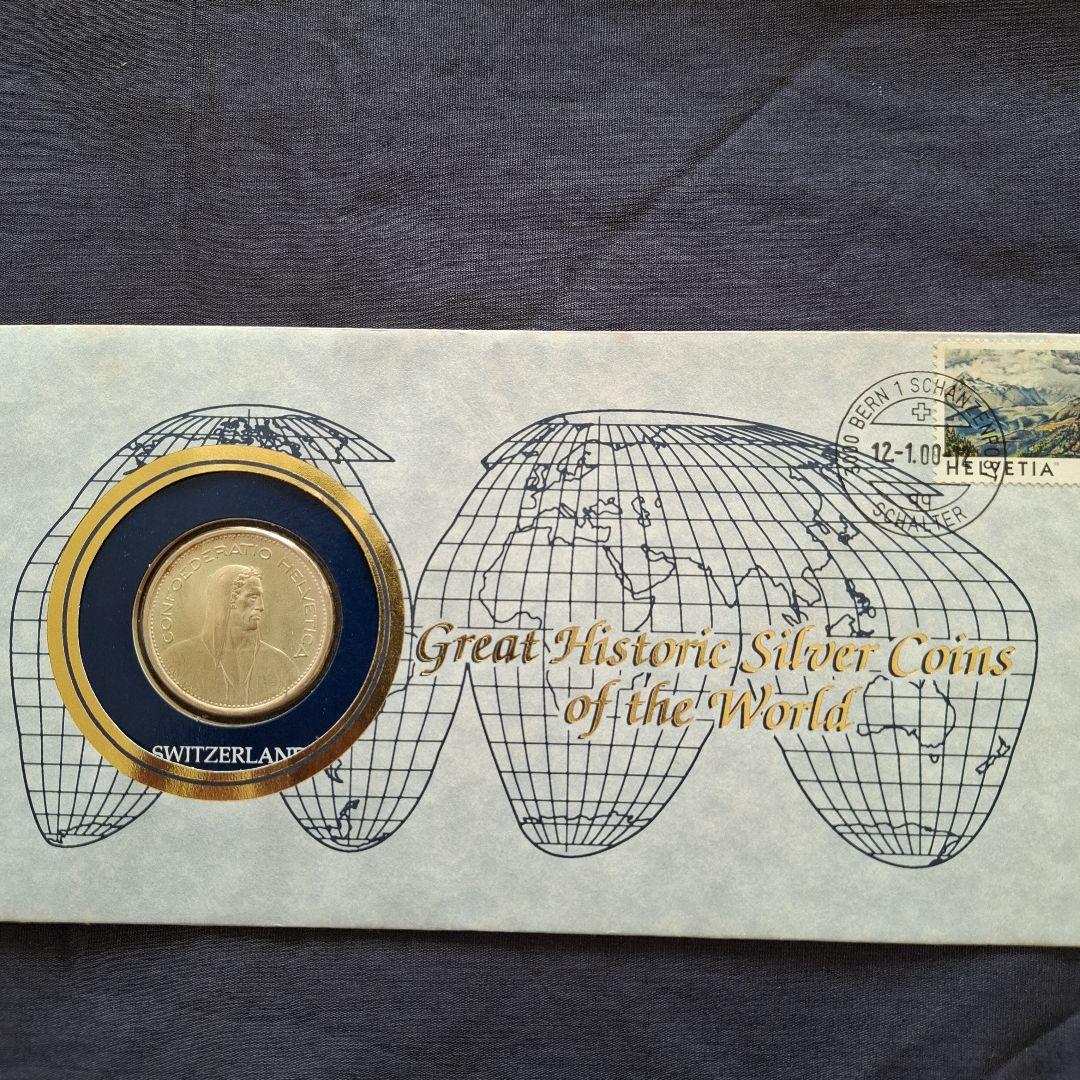 CONFOEDERATIO HELVETICA
SWITZERLAND
Great Historic Silver Coins
of the World
BERN 1 SCHANZENPOST
12-1.00-12
SCHALTER
HELVETIA